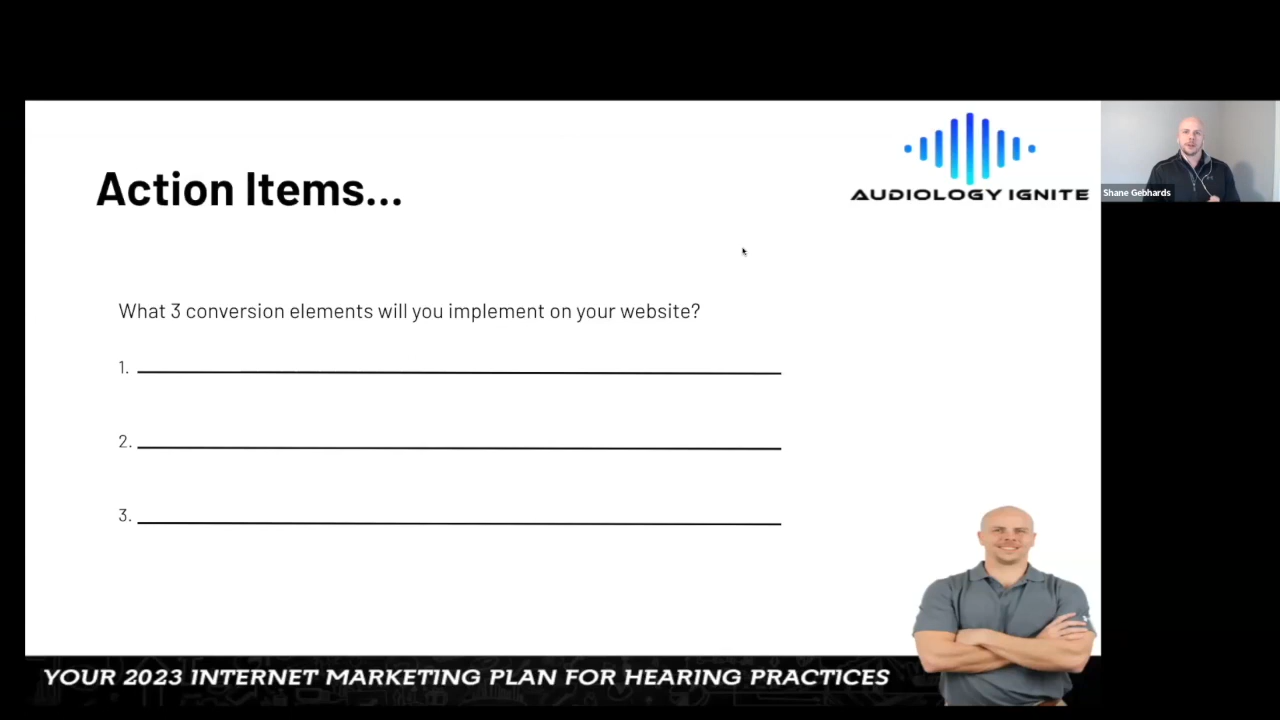 AUDIOLOGY IGNITE
Action Items...
Shane Gebhards
What 3 conversion elements will you implement on your website?
1.
2.
3.
YOUR 2023 INTERNET MARKETING PLAN FOR HEARING PRACTICES